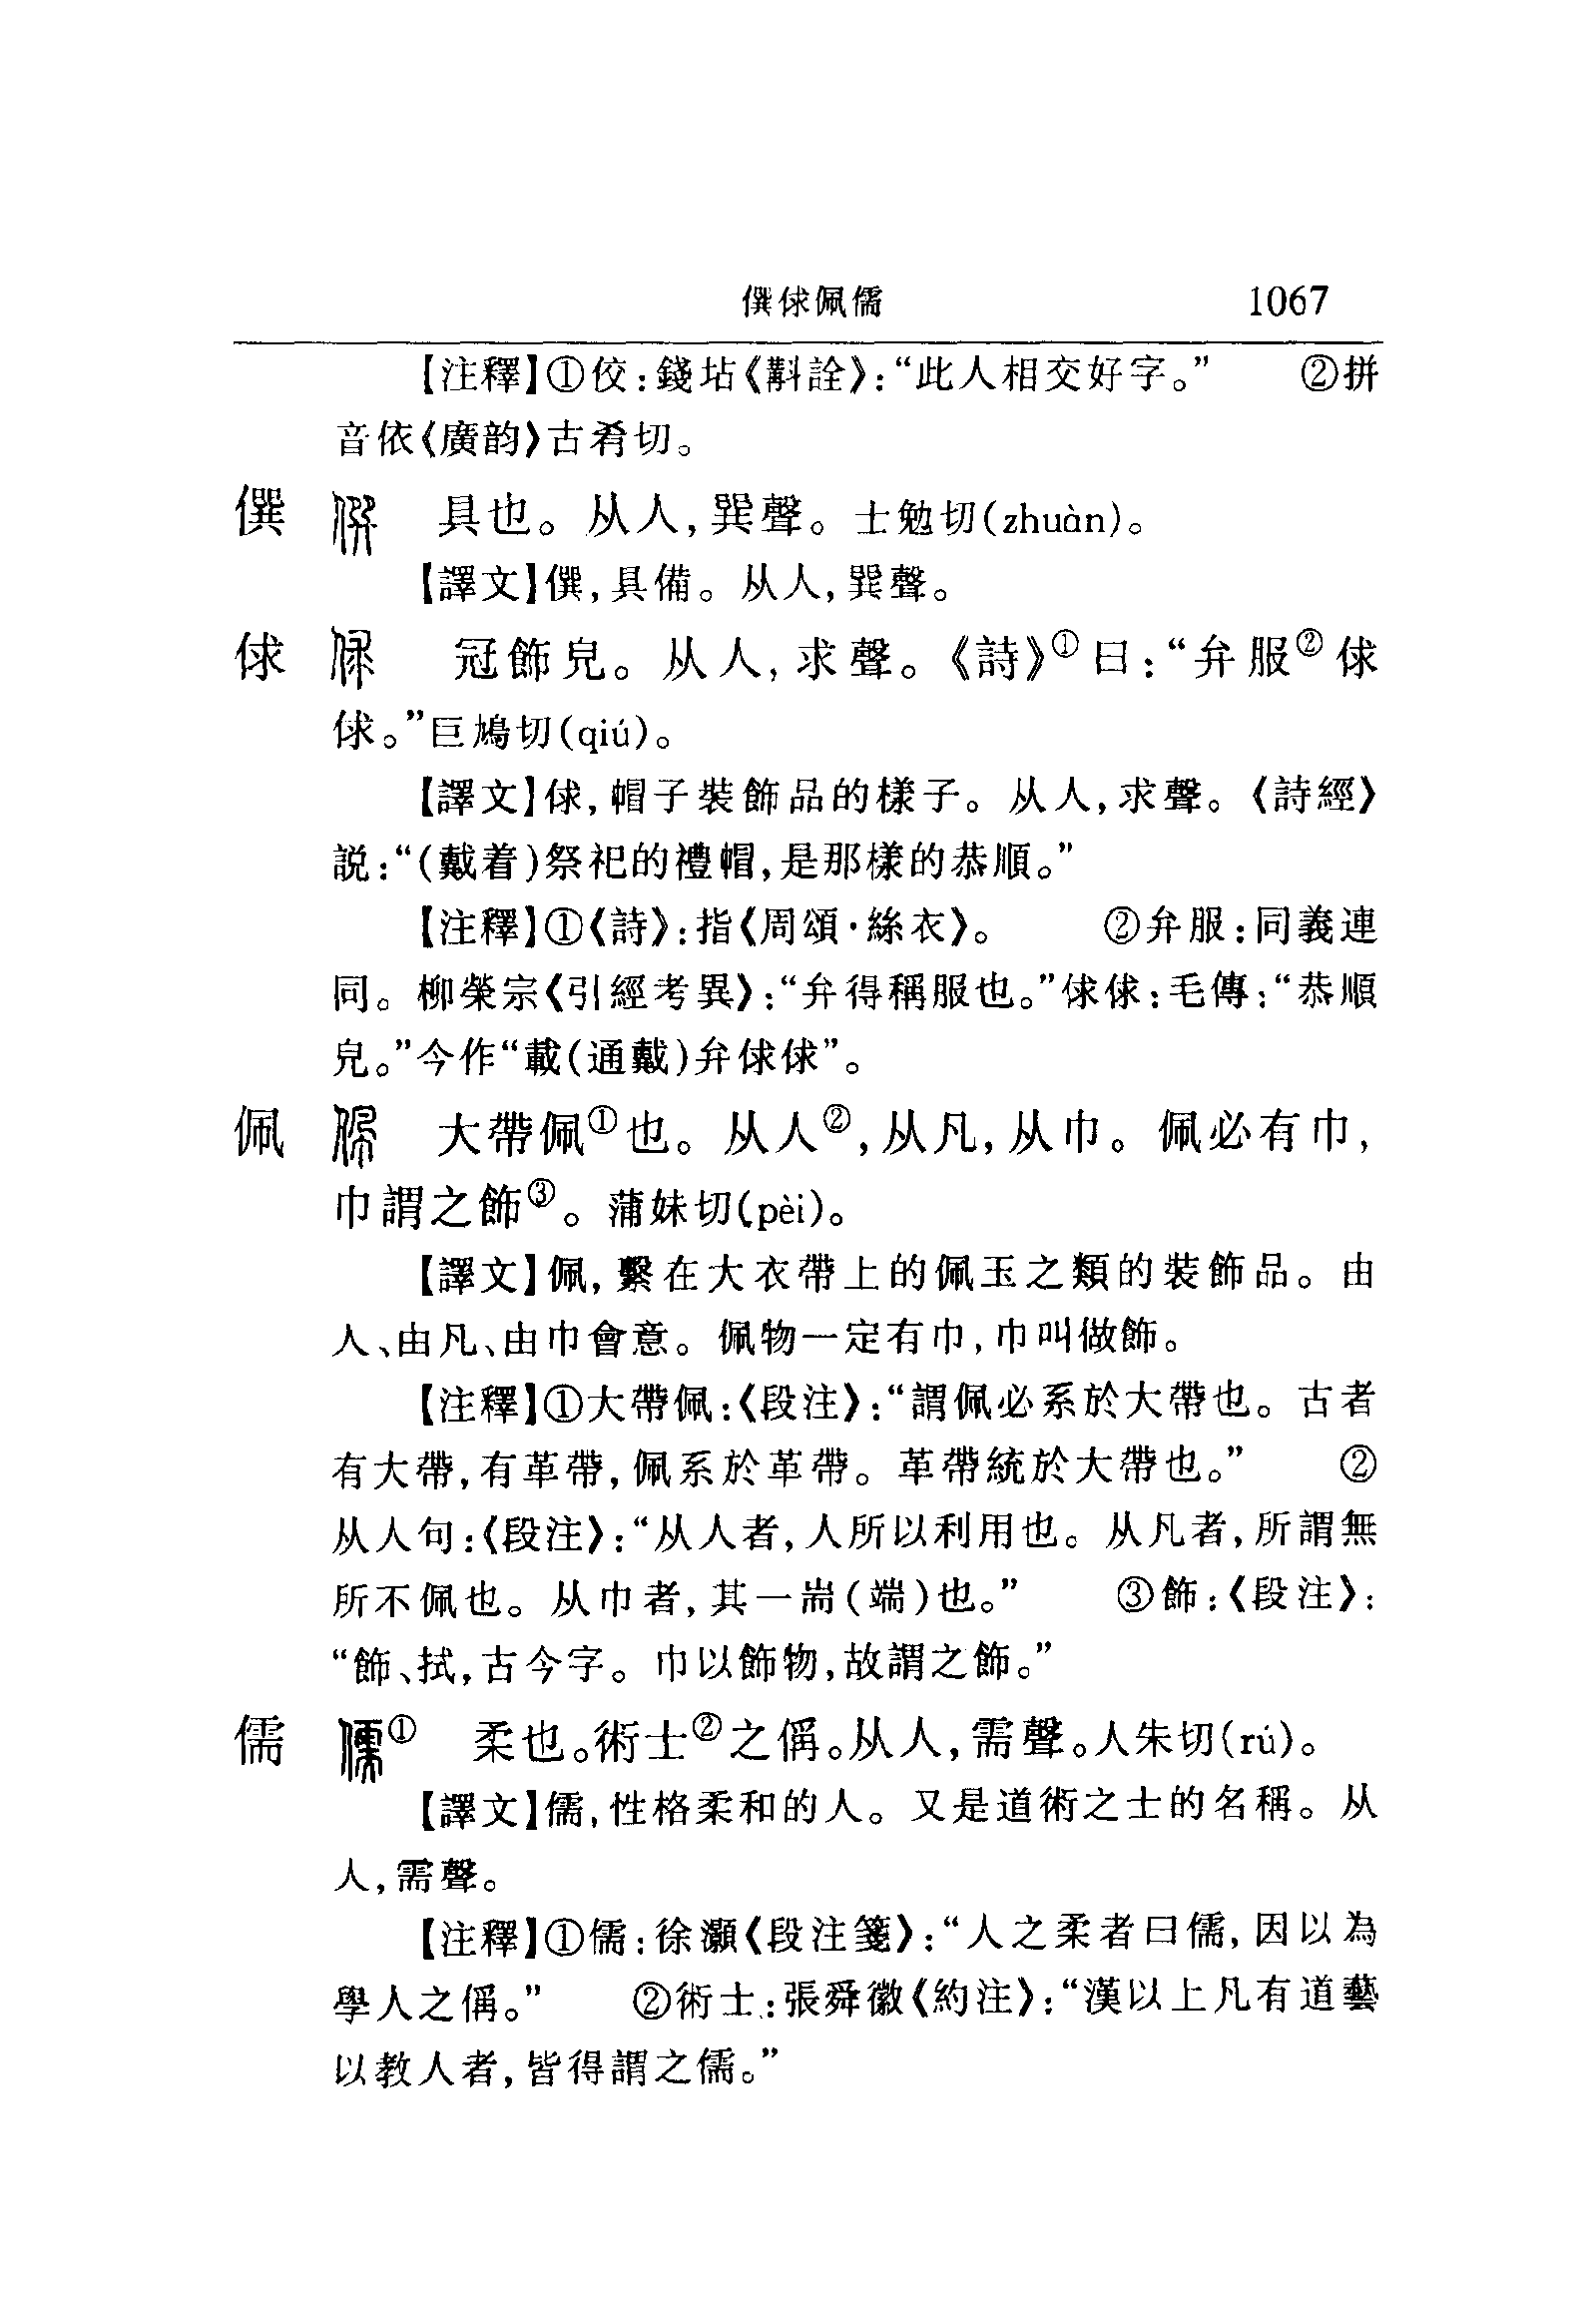 僎俅佩儒 1067
【注釋】①佼：錢坫《斠詮》：“此人相交好字。” ②拼
音依《廣韵》古肴切。
僎 具也。从人，巽聲。士勉切(zhuàn)。
【譯文】僎，具備。从人，巽聲。
俅 冠飾皃。从人，求聲。《詩》①曰：“弁服②俅
俅。”巨鳩切(qiú)。
【譯文】俅，帽子裝飾品的樣子。从人，求聲。《詩經》
説：“(戴着)祭祀的禮帽，是那樣的恭順。”
【注釋】①《詩》：指《周頌·絲衣》。 ②弁服：同義連
同。柳榮宗《引經考異》：“弁得稱服也。”俅俅：毛傳：“恭順
皃。”今作“載(通戴)弁俅俅”。
佩 大帶佩①也。从人②，从凡，从巾。佩必有巾，
巾謂之飾③。蒲妹切(pèi)。
【譯文】佩，繫在大衣帶上的佩玉之類的裝飾品。由
人、由凡、由巾會意。佩物一定有巾，巾叫做飾。
【注釋】①大帶佩：《段注》：“謂佩必系於大帶也。古者
有大帶，有革帶，佩系於革帶。革帶統於大帶也。” ②
从人句：《段注》：“从人者，人所以利用也。从凡者，所謂無
所不佩也。从巾者，其一耑(端)也。” ③飾：《段注》：
“飾、拭，古今字。巾以飾物，故謂之飾。”
儒 ① 柔也。術士②之偁。从人，需聲。人朱切(rú)。
【譯文】儒，性格柔和的人。又是道術之士的名稱。从
人，需聲。
【注釋】①儒：徐灝《段注箋》：“人之柔者曰儒，因以為
學人之偁。” ②術士：張舜徽《約注》：“漢以上凡有道藝
以教人者，皆得謂之儒。”